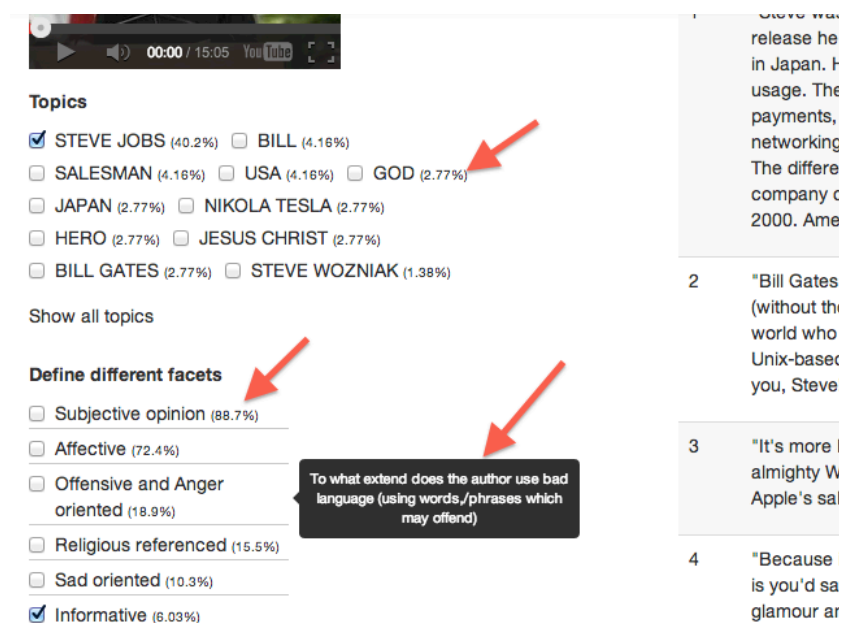 00:00 / 15:05 YouTube
Topics
STEVE JOBS (40.2%) BILL (4.16%)
SALESMAN (4.16%) USA (4.16%) GOD (2.77%)
JAPAN (2.77%) NIKOLA TESLA (2.77%)
HERO (2.77%) JESUS CHRIST (2.77%)
BILL GATES (2.77%) STEVE WOZNIAK (1.38%)
Show all topics
Define different facets
Subjective opinion (88.7%)
Affective (72.4%)
Offensive and Anger
oriented (18.9%)
Religious referenced (15.5%)
Sad oriented (10.3%)
Informative (6.03%)
To what extend does the author use bad
language (using words,/phrases which
may offend)
1 "Steve was
release he
in Japan.
usage. The
payments,
networking
The differe
company
2000. Ame
2 "Bill Gates
(without the
world who
Unix-based
you, Steve
3 "It's more
almighty W
Apple's sal
4 "Because
is you'd sa
glamour an